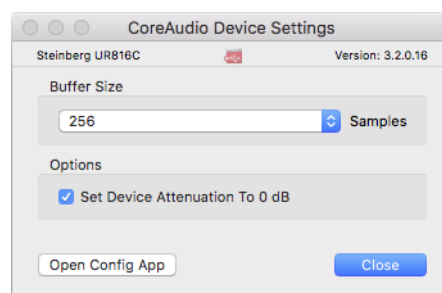 CoreAudio Device Settings
Steinberg UR816C Version: 3.2.0.16
Buffer Size
256 Samples
Options
Set Device Attenuation To 0 dB
Open Config App Close